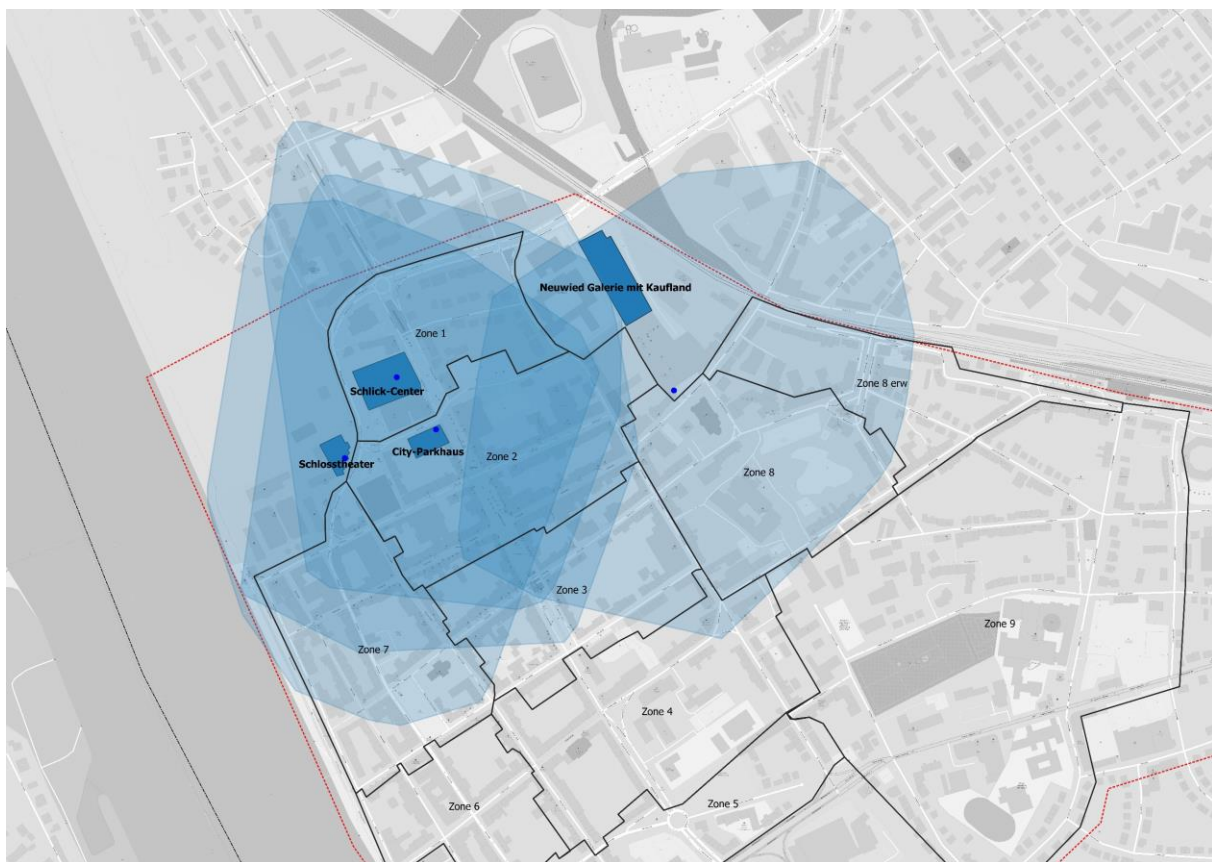 Neuwied Galerie mit Kaufland
Zone 1
Schlick-Center
Zone 8 erw
City-Parkhaus
Schlosstheater
Zone 2
Zone 8
Zone 3
Zone 9
Zone 7
Zone 4
Zone 6
Zone 5